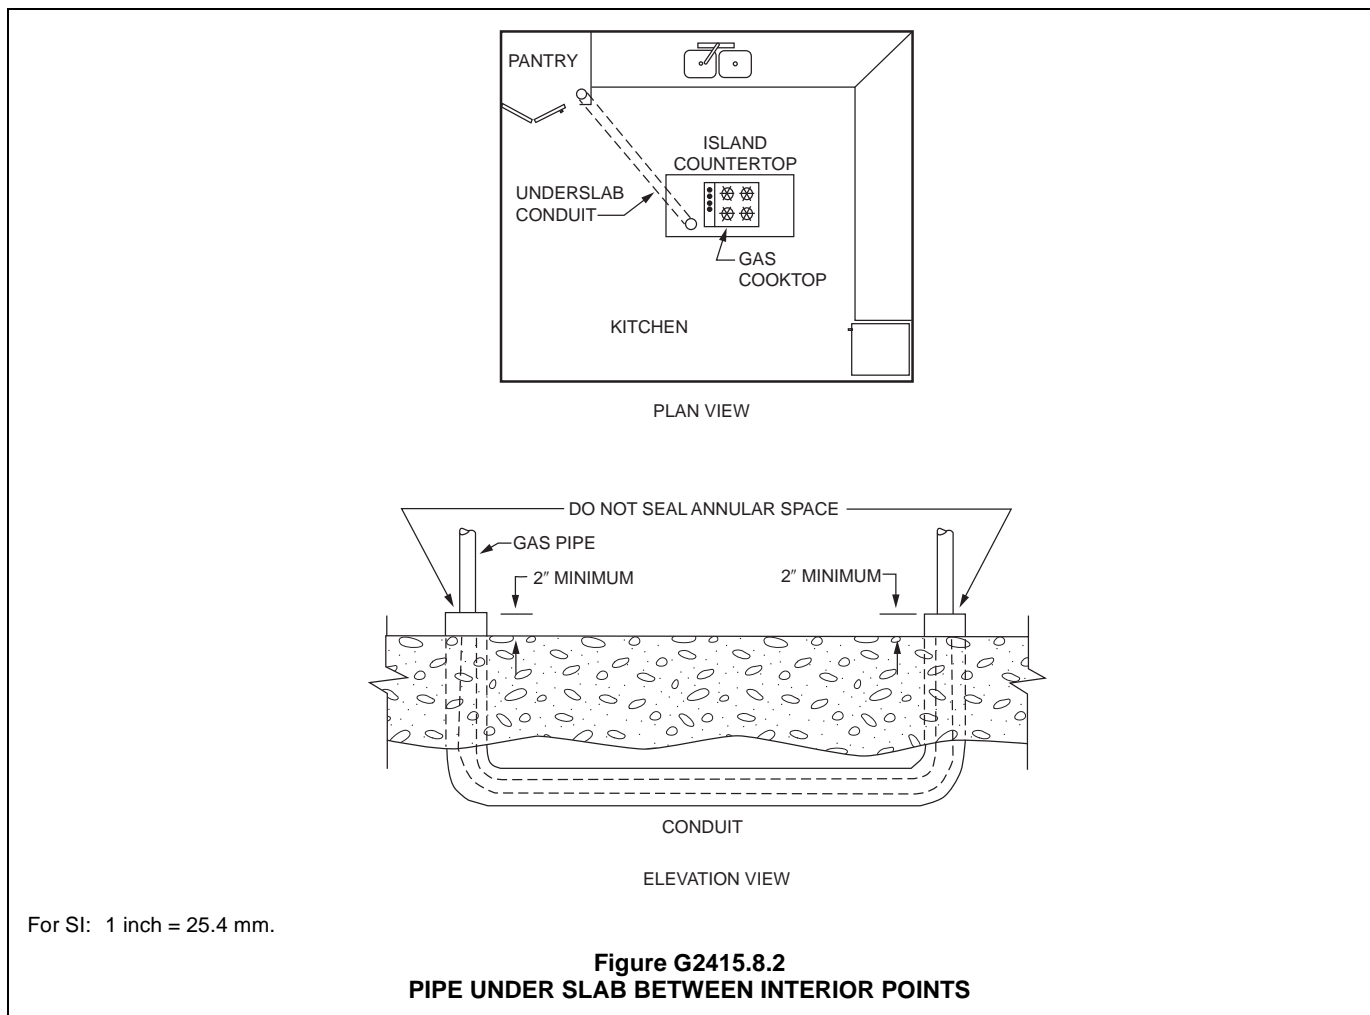 PANTRY
ISLAND
COUNTERTOP
UNDERSLAB
CONDUIT
GAS
COOKTOP
KITCHEN
PLAN VIEW
DO NOT SEAL ANNULAR SPACE
GAS PIPE
2″ MINIMUM
2″ MINIMUM
CONDUIT
ELEVATION VIEW
For SI: 1 inch = 25.4 mm.
Figure G2415.8.2
PIPE UNDER SLAB BETWEEN INTERIOR POINTS